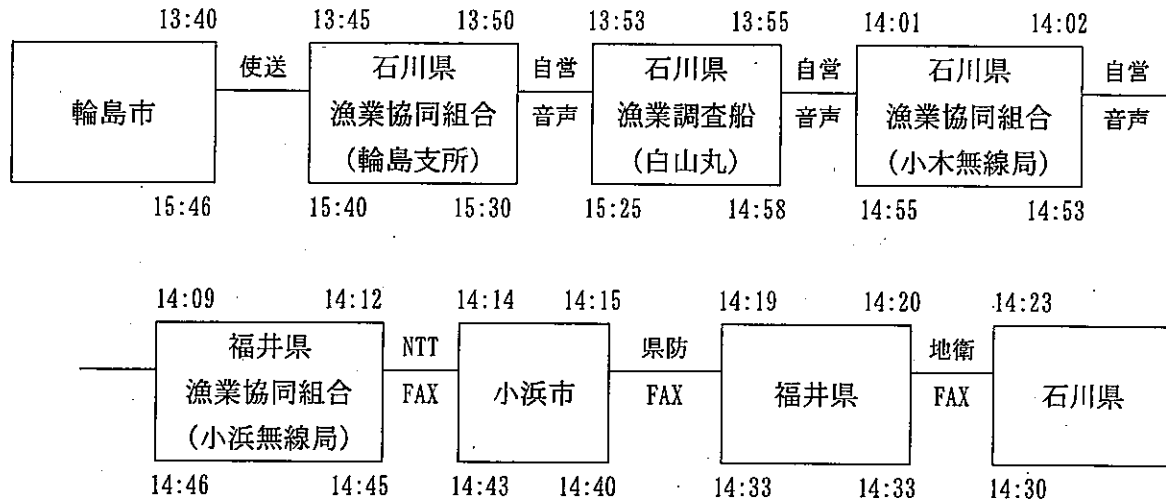 13:40 13:45 13:50 13:53 13:55 14:01 14:02
輪島市
使送
石川県
漁業協同組合
(輪島支所)
自営
音声
石川県
漁業調査船
(白山丸)
自営
音声
石川県
漁業協同組合
(小木無線局)
自営
音声
15:46 15:40 15:30 15:25 14:58 14:55 14:53
14:09 14:12 14:14 14:15 14:19 14:20 14:23
福井県
漁業協同組合
(小浜無線局)
NTT
FAX
小浜市
県防
FAX
福井県
地衛
FAX
石川県
14:46 14:45 14:43 14:40 14:33 14:33 14:30